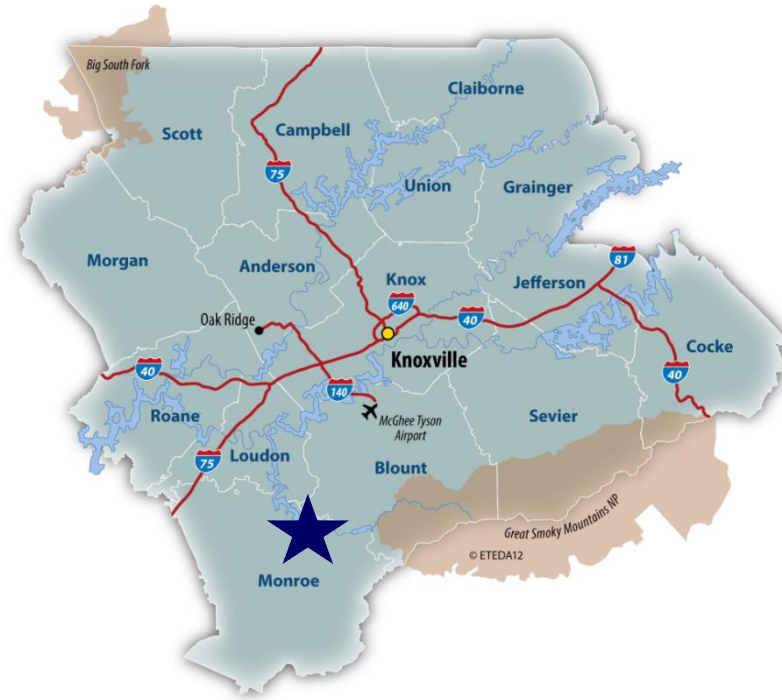 Big South Fork
Claiborne
Scott
Campbell
75
Union
Grainger
Morgan
Anderson
Knox
Jefferson
81
640
40
Oak Ridge
Knoxville
Cocke
40
40
140
Roane
McGhee Tyson
Airport
Sevier
75
Loudon
Blount
Great Smoky Mountains NP
© ETEDA12
Monroe